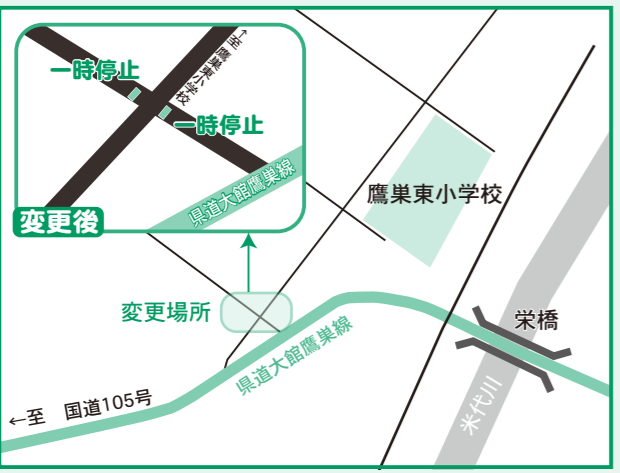 ←至 鷹巣東小学校
一時停止
一時停止
県道大館鷹巣線
変更後
鷹巣東小学校
変更場所
栄橋
県道大館鷹巣線
米代川
←至 国道105号